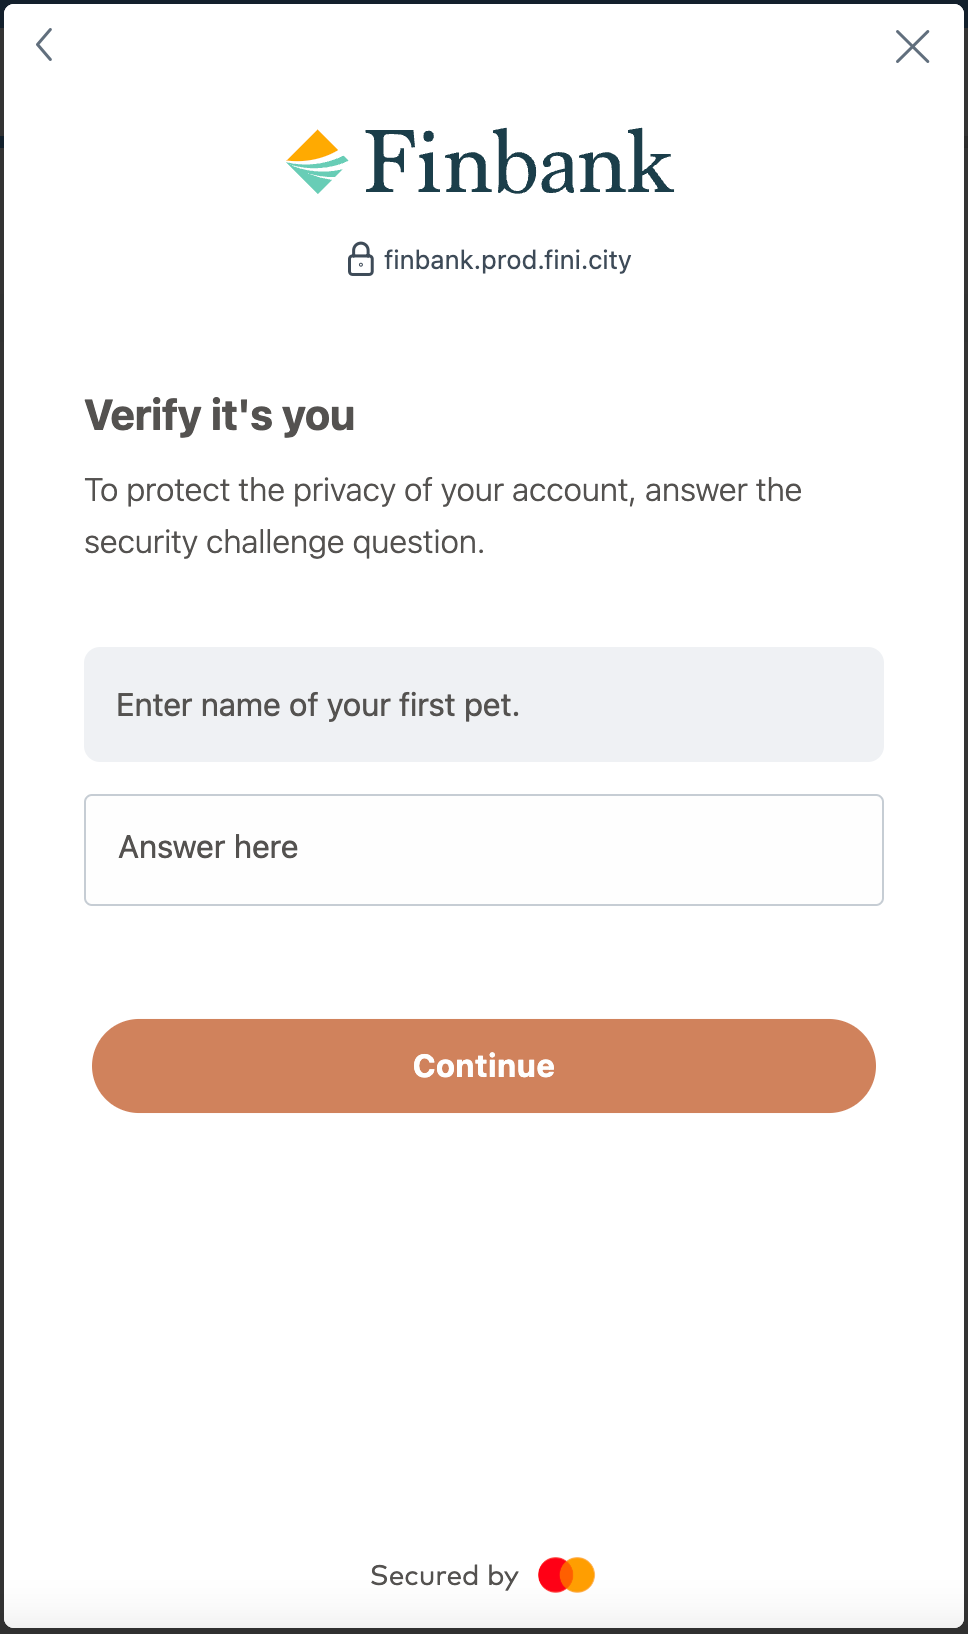 Finbank
finbank.prod.fini.city
Verify it's you
To protect the privacy of your account, answer the
security challenge question.
Enter name of your first pet.
Answer here
Continue
Secured by